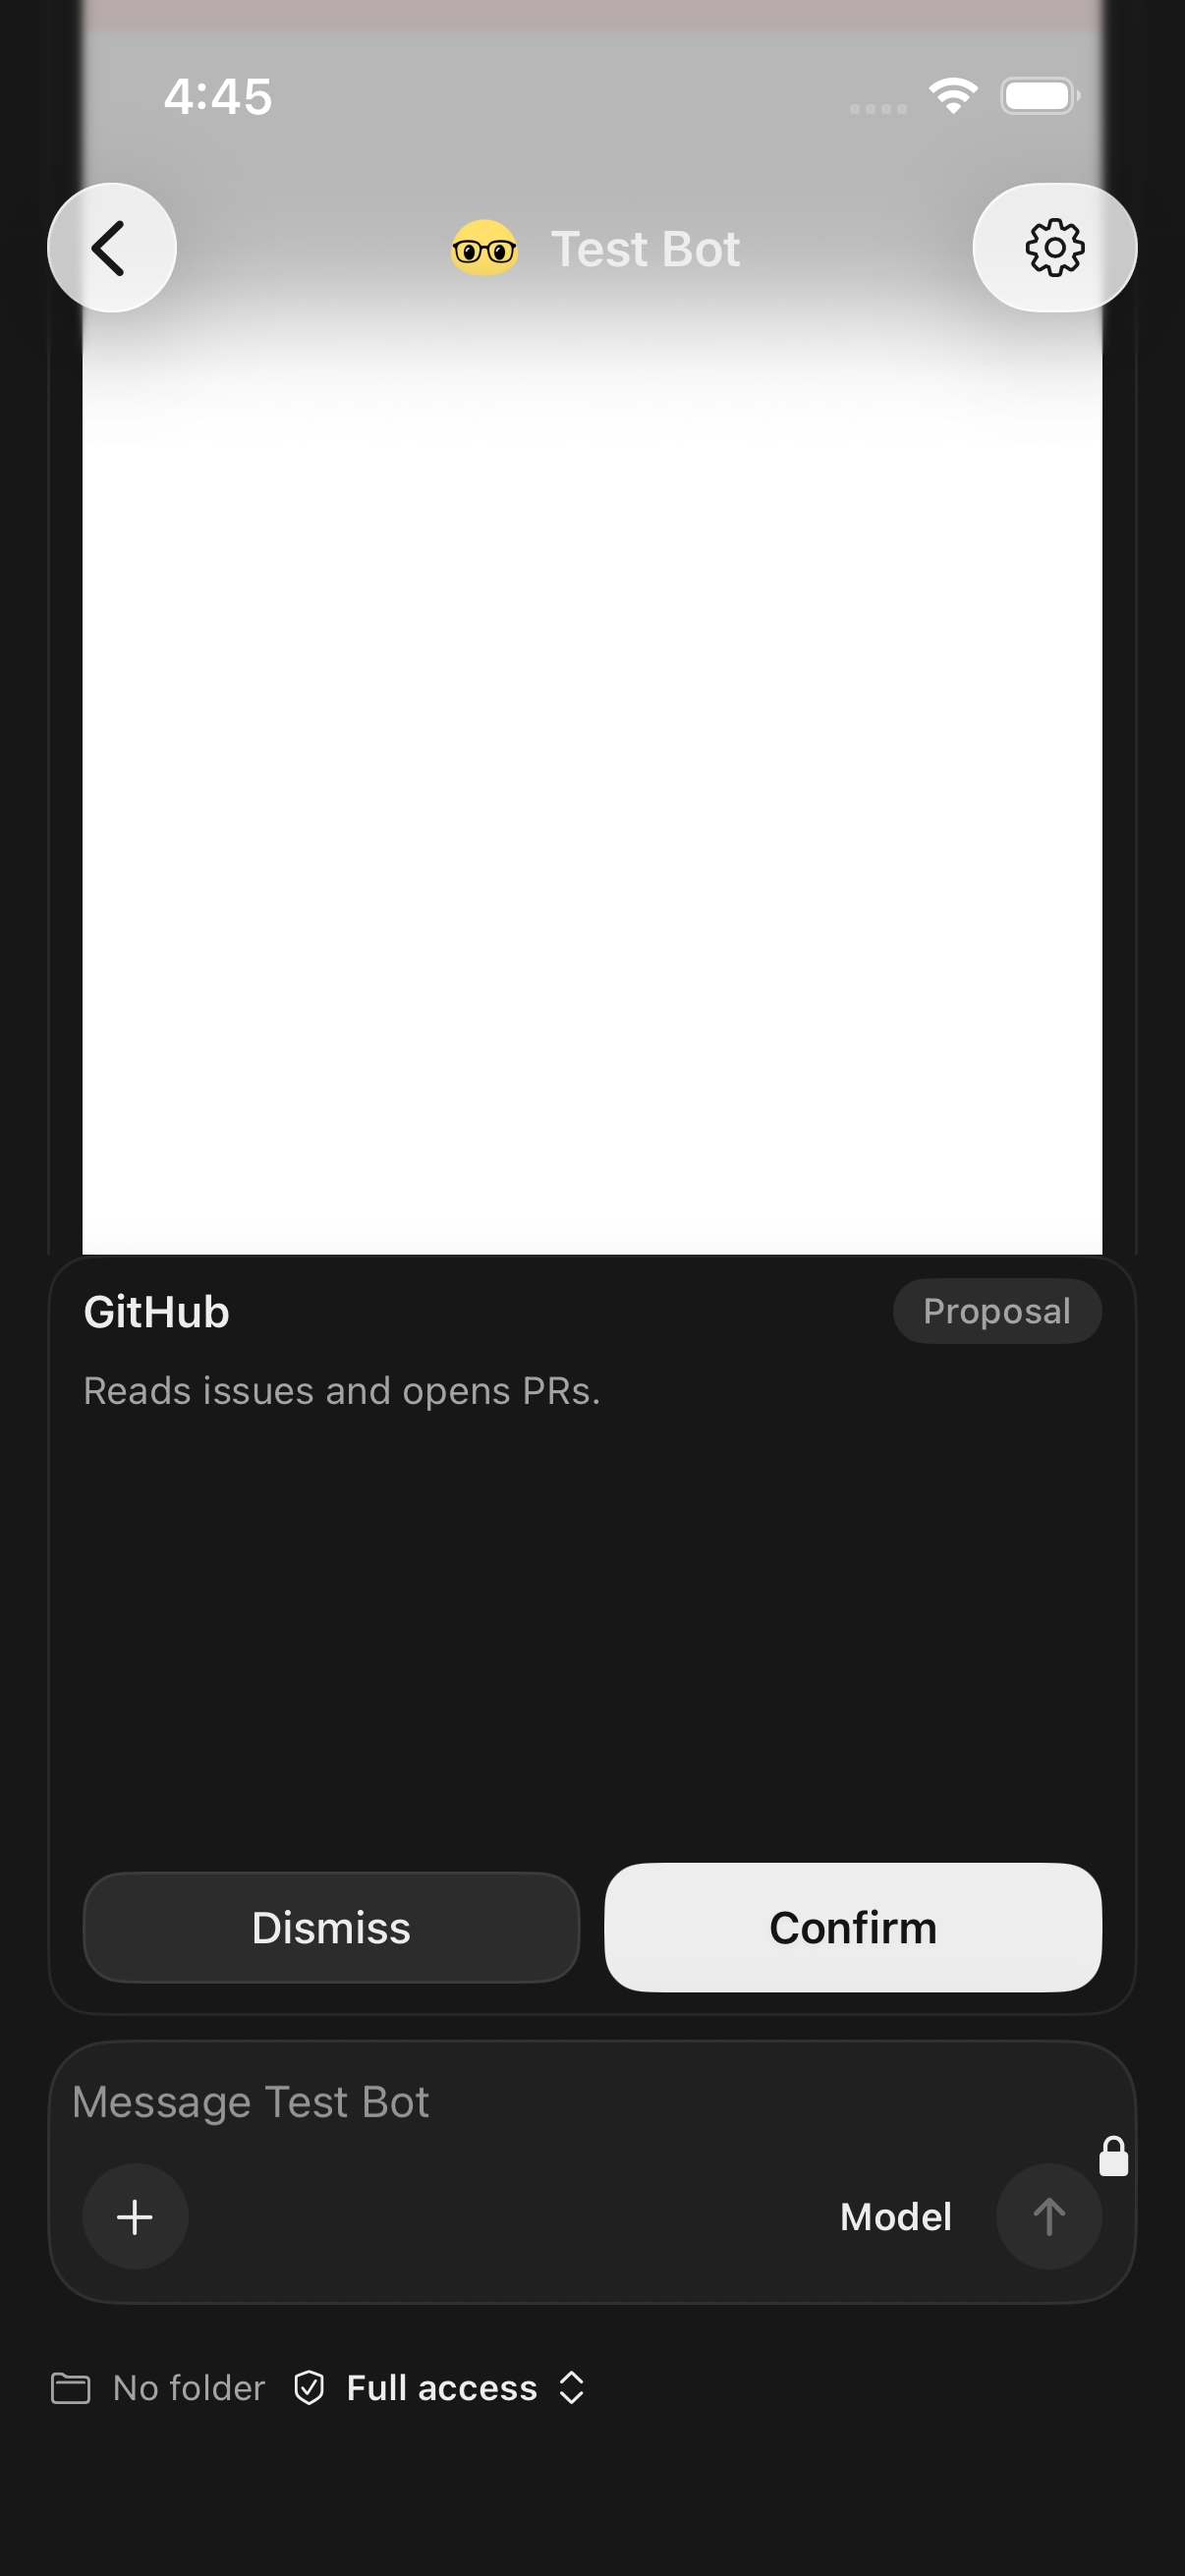 4:45
Test Bot
GitHub
Proposal
Reads issues and opens PRs.
Dismiss
Confirm
Message Test Bot
Model
No folder
Full access